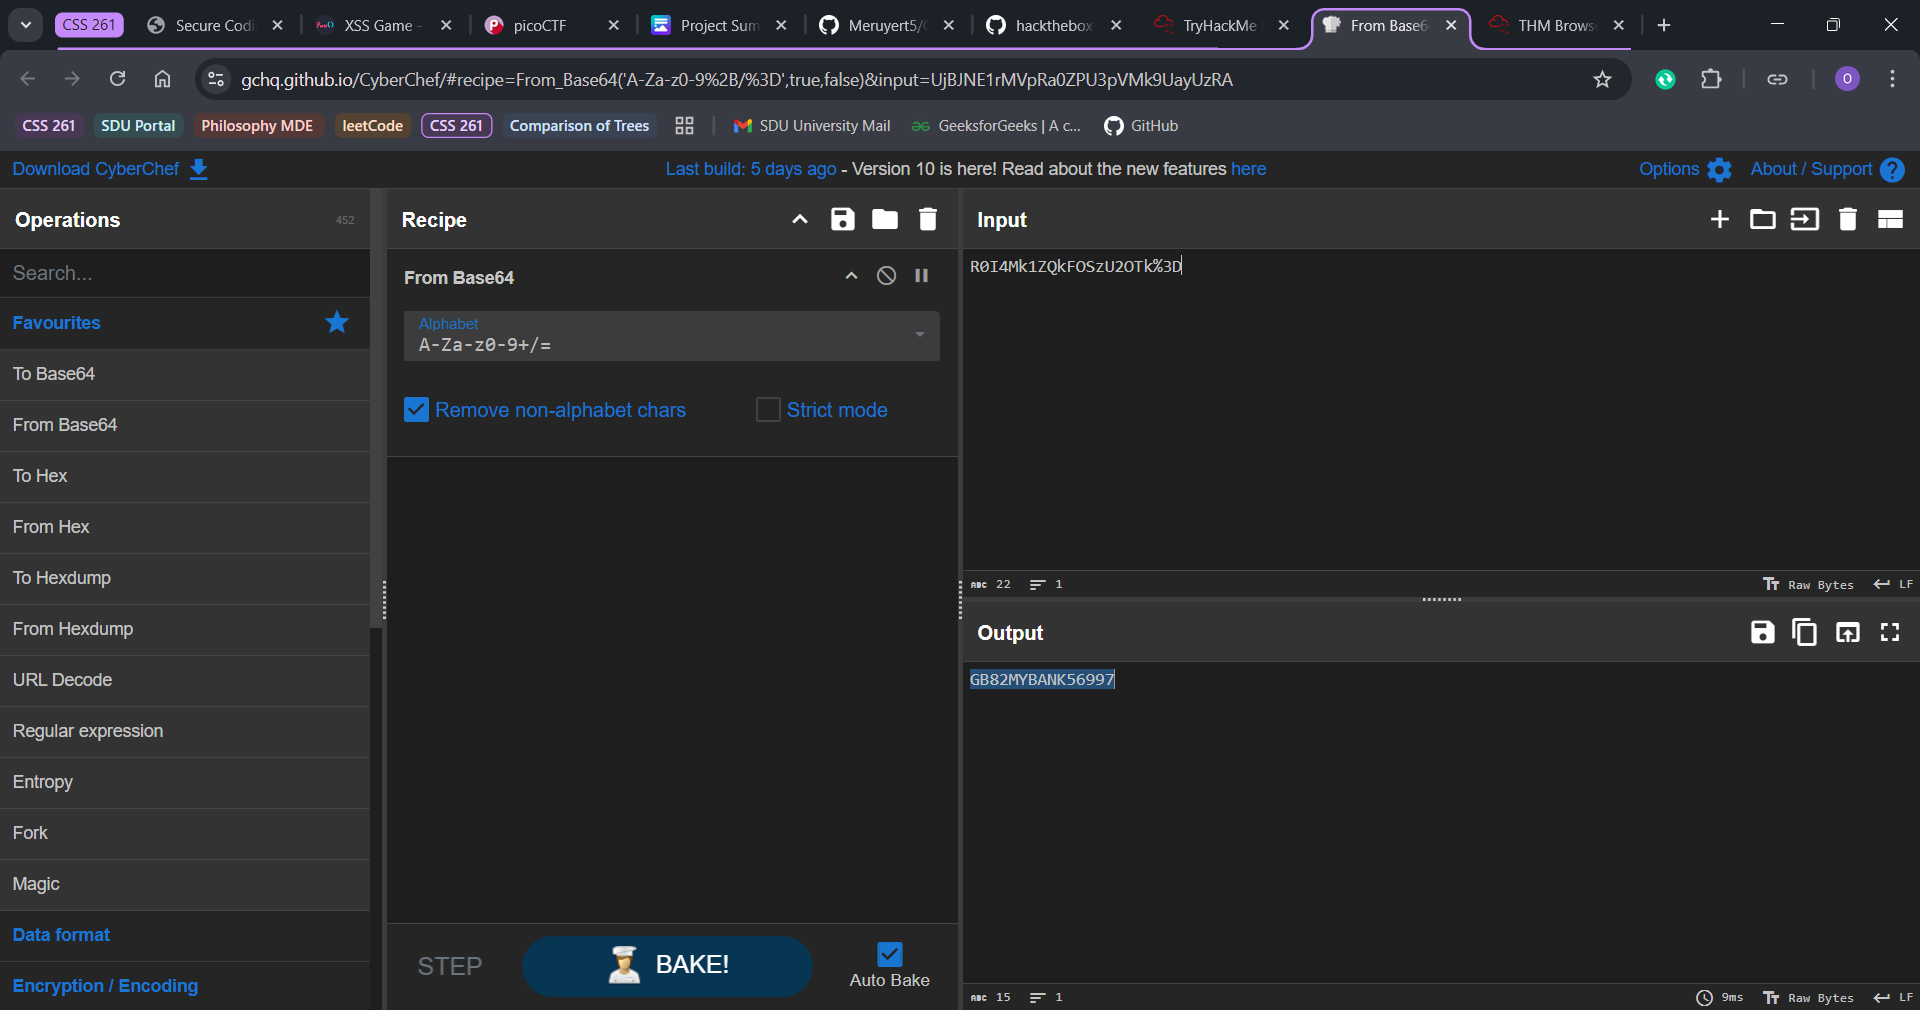 CSS 261
Secure Codi
XSS Game -
picoCTF
Project Sum
Meruyert5/
hackthebox
TryHackMe
From Base6
THM Brows
gchq.github.io/CyberChef/#recipe=From_Base64('A-Za-z0-9%2B/%3D',true,false)&input=UjBJNE1rMVpRa0ZPU3pVMk9UayUzRA
O
CSS 261
SDU Portal
Philosophy MDE
leetCode
CSS 261
Comparison of Trees
SDU University Mail
GeeksforGeeks | A c...
GitHub
Download CyberChef
Last build: 5 days ago - Version 10 is here! Read about the new features here
Options
About / Support
Operations
452
Search...
Favourites
To Base64
From Base64
To Hex
From Hex
To Hexdump
From Hexdump
URL Decode
Regular expression
Entropy
Fork
Magic
Data format
Encryption / Encoding
Recipe
From Base64
Alphabet
A-Za-z0-9+/=
Remove non-alphabet chars
Strict mode
STEP
BAKE!
Auto Bake
Input
R0I4Mk1ZQkFOSzU2OTk%3D
ABC 22
1
Tт Raw Bytes
LF
Output
GB82MYBANK56997
ABC 15
1
9ms
Tт Raw Bytes
LF